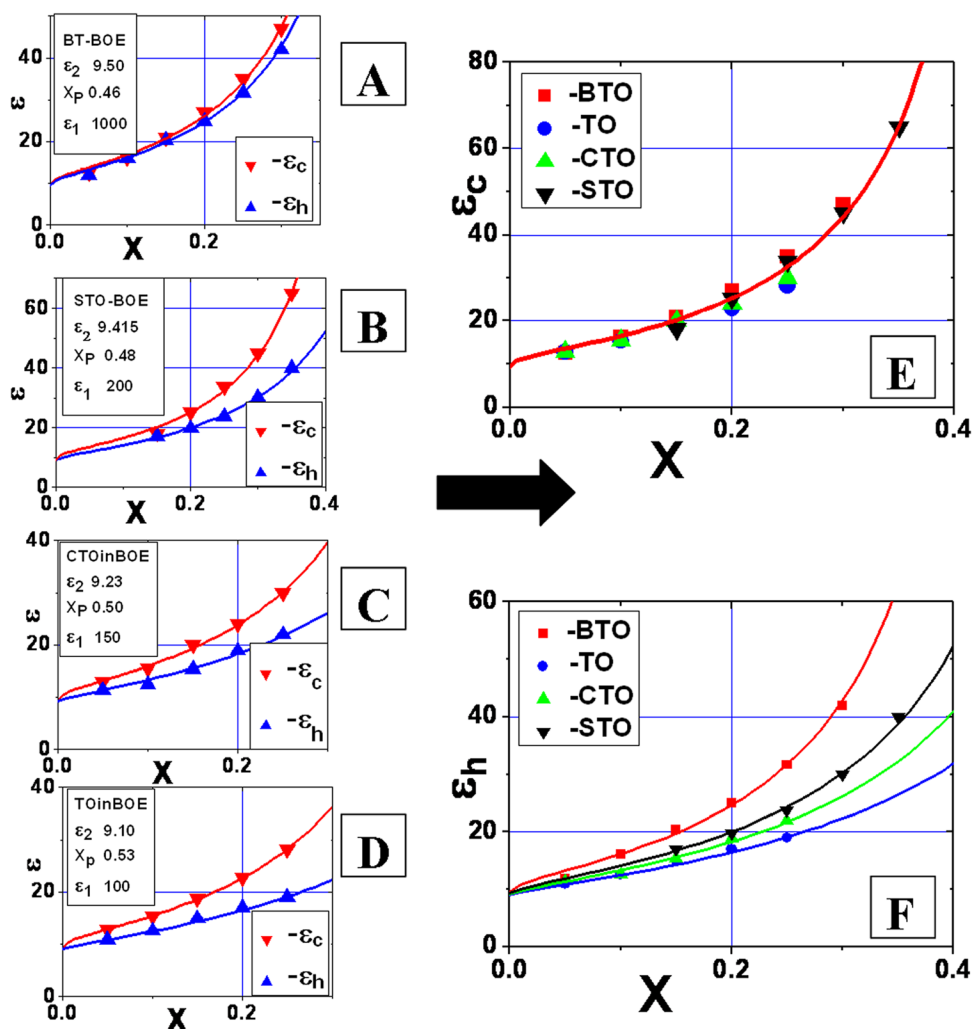 BT-BOE
ε2 9.50
XP 0.46
ε1 1000
-εc
-εh
40
20
0
ε
0.0
0.2
X
A
STO-BOE
ε2 9.415
XP 0.48
ε1 200
-εc
-εh
60
40
20
0
ε
0.0
0.2
0.4
X
B
CTOinBOE
ε2 9.23
XP 0.50
ε1 150
-εc
-εh
40
20
0
ε
0.0
0.2
X
C
TOinBOE
ε2 9.10
Xp 0.53
ε1 100
-εc
-εh
40
20
0
ε
0.0
0.2
X
D
80
60
40
20
0
εc
-BTO
-TO
-CTO
-STO
0.0
0.2
0.4
X
E
60
40
20
0
εh
-BTO
-TO
-CTO
-STO
0.0
0.2
0.4
X
F